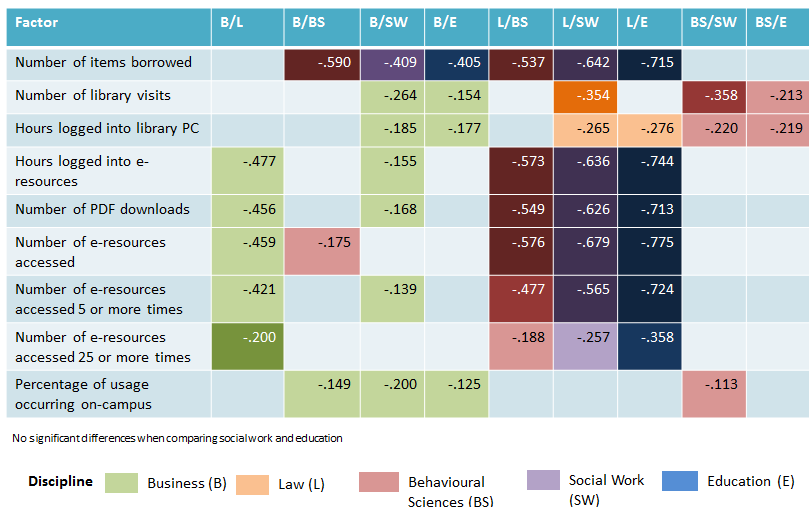 Factor B/L B/BS B/SW B/E L/BS L/SW L/E BS/SW BS/E
Number of items borrowed -.590 -.409 -.405 -.537 -.642 -.715
Number of library visits -.264 -.154 -.354 -.358 -.213
Hours logged into library PC -.185 -.177 -.265 -.276 -.220 -.219
Hours logged into e-
resources -.477 -.155 -.573 -.636 -.744
Number of PDF downloads -.456 -.168 -.549 -.626 -.713
Number of e-resources
accessed -.459 -.175 -.576 -.679 -.775
Number of e-resources
accessed 5 or more times -.421 -.139 -.477 -.565 -.724
Number of e-resources
accessed 25 or more times -.200 -.188 -.257 -.358
Percentage of usage
occurring on-campus -.149 -.200 -.125 -.113
No significant differences when comparing social work and education
Discipline Business (B) Law (L) Behavioural
Sciences (BS) Social Work
(SW) Education (E)